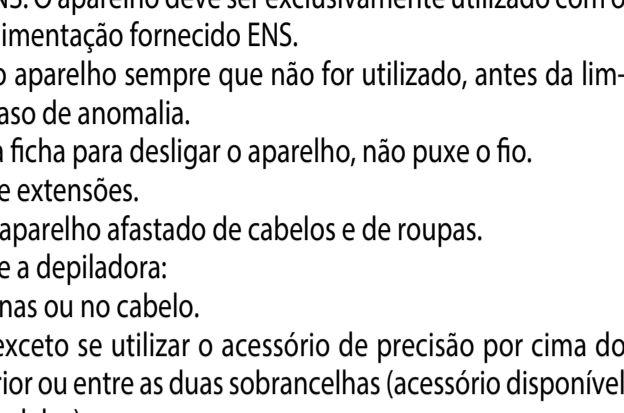 ENS. O aparelho deve ser exclusivamente utilizado com o
limentação fornecido ENS.
o aparelho sempre que não for utilizado, antes da lim-
aso de anomalia.
a ficha para desligar o aparelho, não puxe o fio.
e extensões.
aparelho afastado de cabelos e de roupas.
e a depiladora:
nas ou no cabelo.
exceto se utilizar o acessório de precisão por cima do
rior ou entre as duas sobrancelhas (acessório disponível